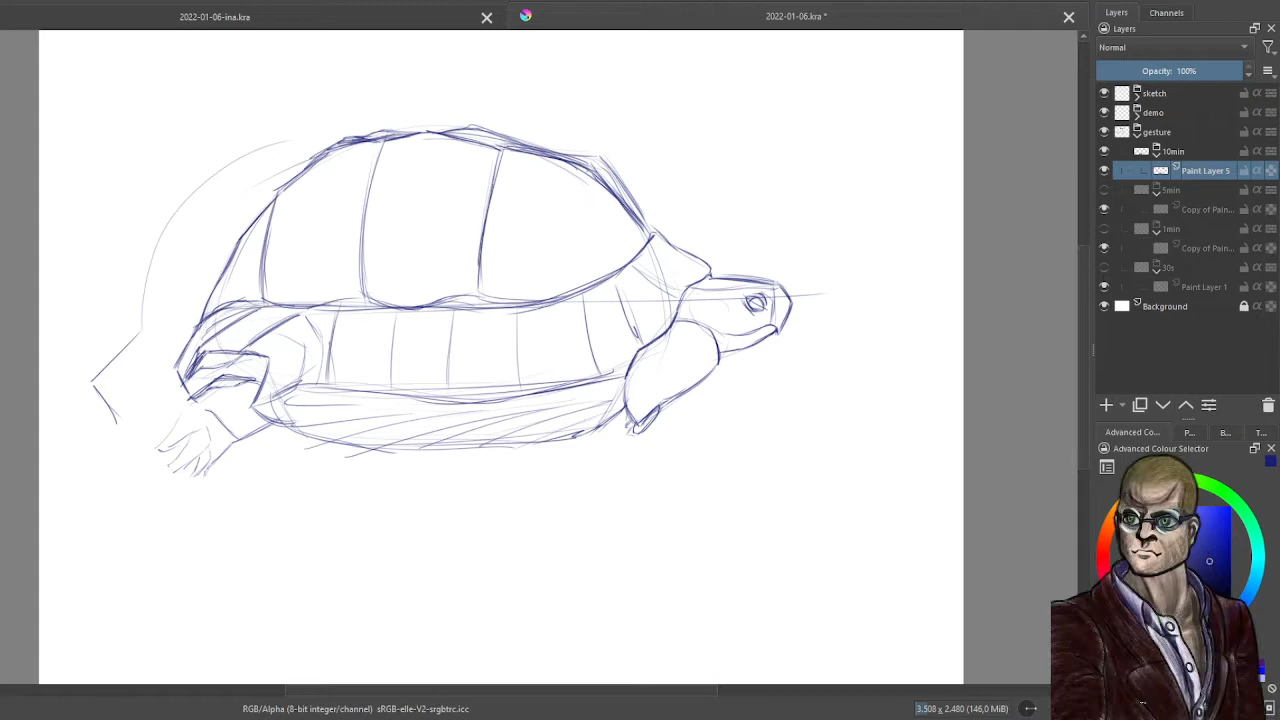 2022-01-06-ina.kra
2022-01-06.kra *
Layers
Channels
Layers
Normal
Opacity: 100%
sketch
demo
gesture
10min
Paint Layer 5
5min
Copy of Pain...
1min
Copy of Pain...
30s
Paint Layer 1
Background
Advanced Co...
P...
B...
T...
Advanced Colour Selector
RGB/Alpha (8-bit integer/channel) sRGB-elle-V2-srgbtrc.icc
3.508 x 2.480 (146,0 MiB)